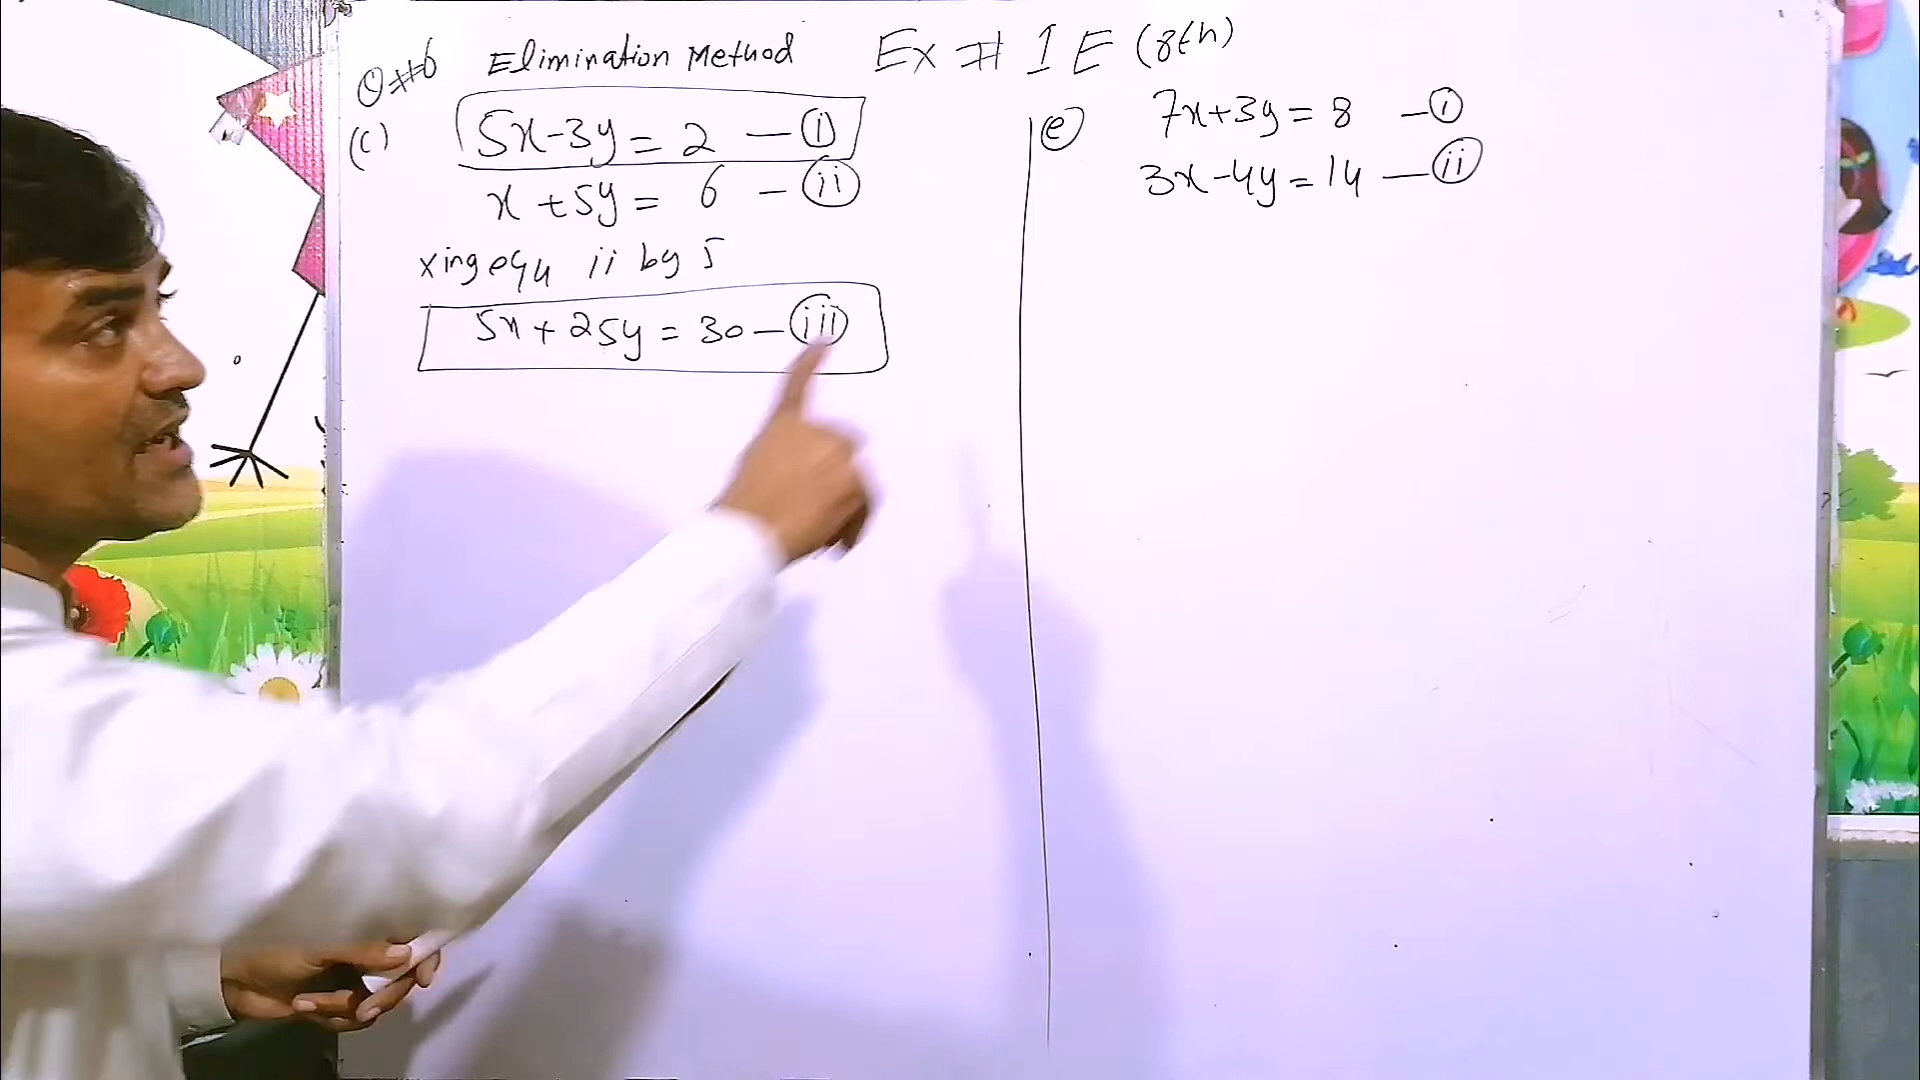 Q#6 Elimination Method Ex # 1E (8th)
(c) 5x-3y = 2 — (i)
x + 5y = 6 — (ii)
xing equ ii by 5
5x + 25y = 30 — (iii)
(e) 7x+3y = 8 — (i)
3x - 4y = 14 — (ii)